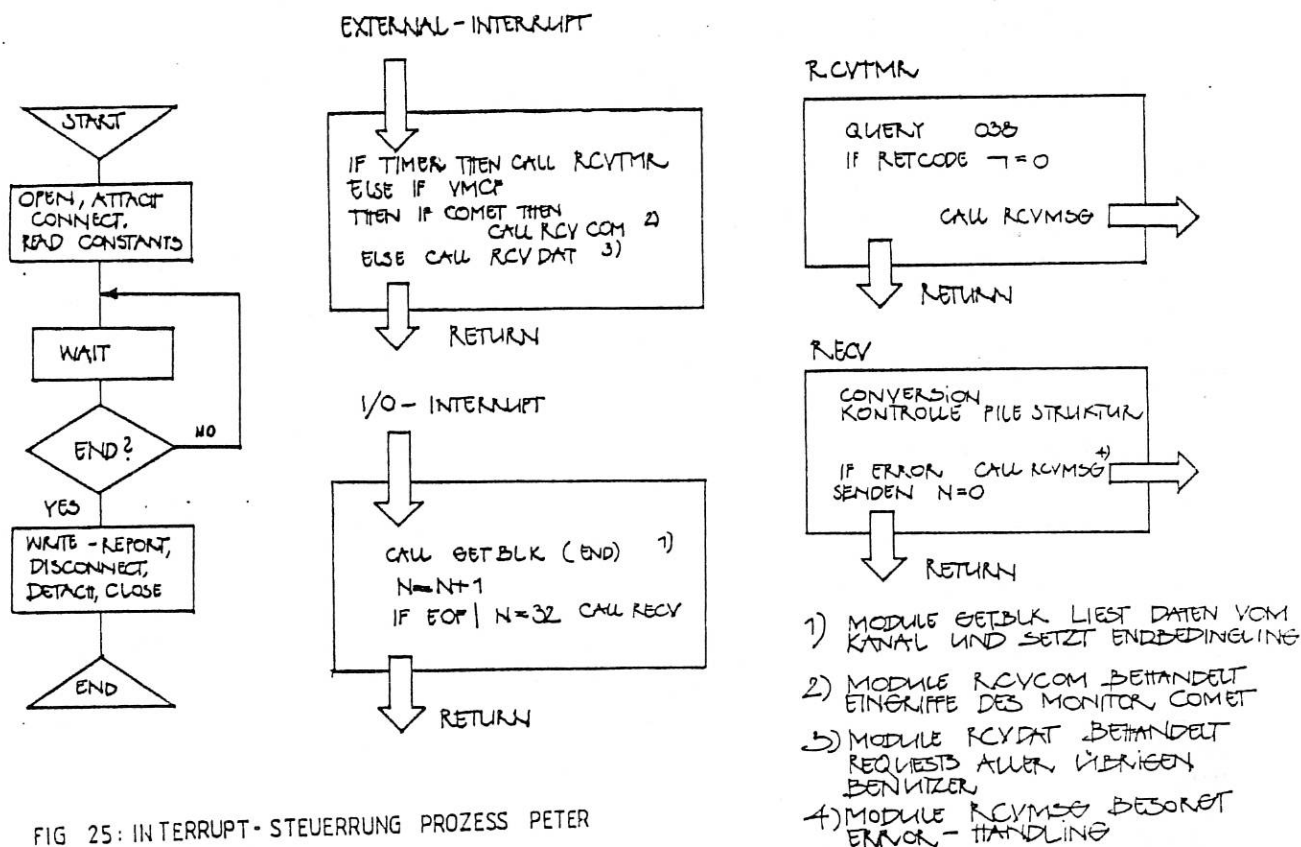 START
OPEN, ATTACH
CONNECT,
READ CONSTANTS
WAIT
END?
NO
YES
WRITE - REPORT,
DISCONNECT,
DETACH, CLOSE
END
EXTERNAL - INTERRUPT
IF TIMER THEN CALL RCVTMR
ELSE IF VMCF
THEN IF COMET THEN
CALL RCV COM 2)
ELSE CALL RCV DAT 3)
RETURN
I/O - INTERRUPT
CALL GETBLK (END) 1)
N=N+1
IF EOF | N=32 CALL RECV
RETURN
RCVTMR
QUERY 038
IF RETCODE ¬=0
CALL RCVMSG
RETURN
RECV
CONVERSION
KONTROLLE FILE STRUKTUR
IF ERROR CALL RCVMSG 4)
SENDEN N=0
RETURN
1) MODULE GETBLK LIEST DATEN VOM
KANAL UND SETZT ENDBEDINGUNG
2) MODULE RCVCOM BEHANDELT
EINGRIFFE DES MONITOR COMET
3) MODULE RCVDAT BEHANDELT
REQUESTS ALLER ÜBRIGEN
BENUTZER
4) MODULE RCVMSG BESORGT
ERROR - HANDLING
FIG 25: INTERRUPT - STEUERRUNG PROZESS PETER